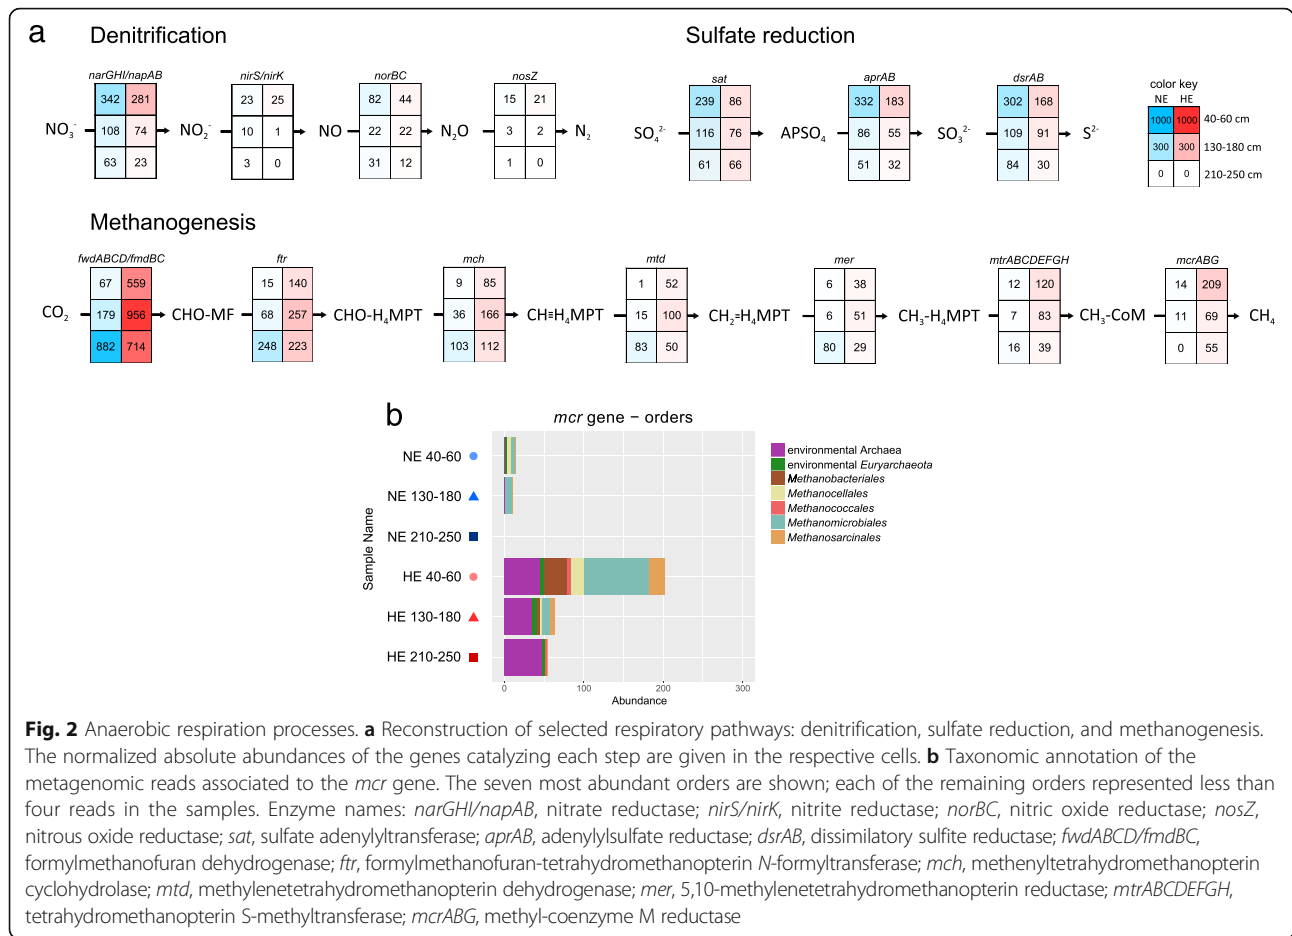 a
Denitrification
Sulfate reduction
narGHI/napAB
nirS/nirK
norBC
nosZ
sat
aprAB
dsrAB
color key
NE HE
342 281
23 25
82 44
15 21
239 86
332 183
302 168
1000 1000 40-60 cm
NO₃⁻ 108 74 NO₂⁻ 10 1 NO 22 22 N₂O 3 2 N₂
SO₄²⁻ 116 76 APSO₄ 86 55 SO₃²⁻ 109 91 S²⁻
300 300 130-180 cm
63 23
3 0
31 12
1 0
61 66
51 32
84 30
0 0 210-250 cm
Methanogenesis
fwdABCD/fmdBC
ftr
mch
mtd
mer
mtrABCDEFGH
mcrABG
67 559
15 140
9 85
1 52
6 38
12 120
14 209
CO₂ 179 956 CHO-MF 68 257 CHO-H₄MPT 36 166 CH≡H₄MPT 15 100 CH₂=H₄MPT 6 51 CH₃-H₄MPT 7 83 CH₃-CoM 11 69 CH₄
882 714
248 223
103 112
83 50
80 29
16 39
0 55
b
mcr gene – orders
Sample Name
NE 40-60
NE 130-180
NE 210-250
HE 40-60
HE 130-180
HE 210-250
0 100 200 300
Abundance
environmental Archaea
environmental Euryarchaeota
Methanobacteriales
Methanocellales
Methanococcales
Methanomicrobiales
Methanosarcinales
Fig. 2 Anaerobic respiration processes. a Reconstruction of selected respiratory pathways: denitrification, sulfate reduction, and methanogenesis.
The normalized absolute abundances of the genes catalyzing each step are given in the respective cells. b Taxonomic annotation of the
metagenomic reads associated to the mcr gene. The seven most abundant orders are shown; each of the remaining orders represented less than
four reads in the samples. Enzyme names: narGHI/napAB, nitrate reductase; nirS/nirK, nitrite reductase; norBC, nitric oxide reductase; nosZ,
nitrous oxide reductase; sat, sulfate adenylyltransferase; aprAB, adenylylsulfate reductase; dsrAB, dissimilatory sulfite reductase; fwdABCD/fmdBC,
formylmethanofuran dehydrogenase; ftr, formylmethanofuran-tetrahydromethanopterin N-formyltransferase; mch, methenyltetrahydromethanopterin
cyclohydrolase; mtd, methylenetetrahydromethanopterin dehydrogenase; mer, 5,10-methylenetetrahydromethanopterin reductase; mtrABCDEFGH,
tetrahydromethanopterin S-methyltransferase; mcrABG, methyl-coenzyme M reductase